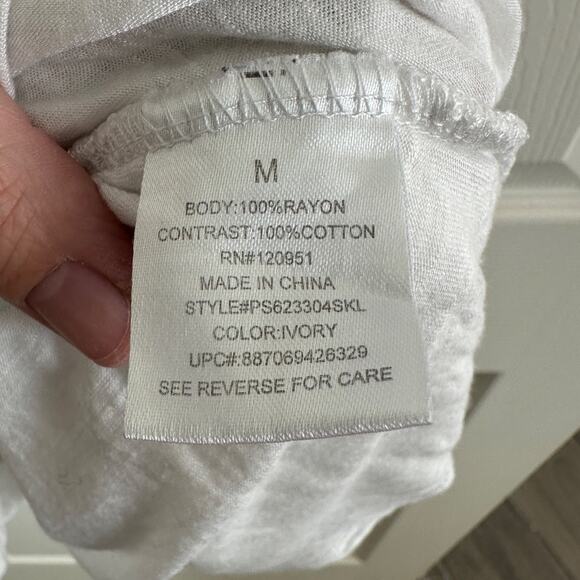 M
BODY:100%RAYON
CONTRAST:100%COTTON
RN#120951
MADE IN CHINA
STYLE#PS623304SKL
COLOR:IVORY
UPC#:887069426329
SEE REVERSE FOR CARE